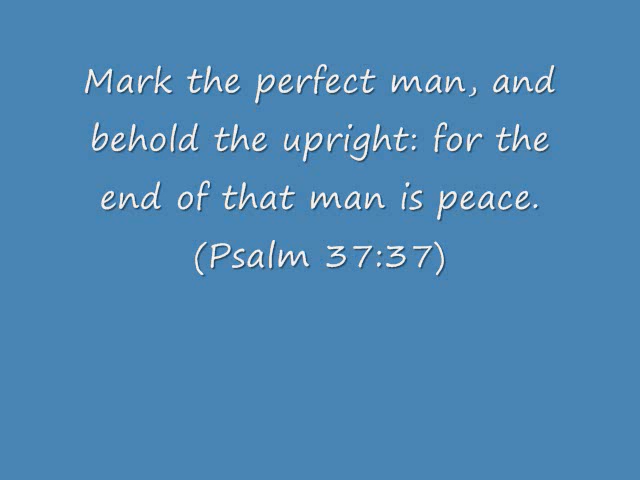 Mark the perfect man, and
behold the upright: for the
end of that man is peace.
(Psalm 37:37)